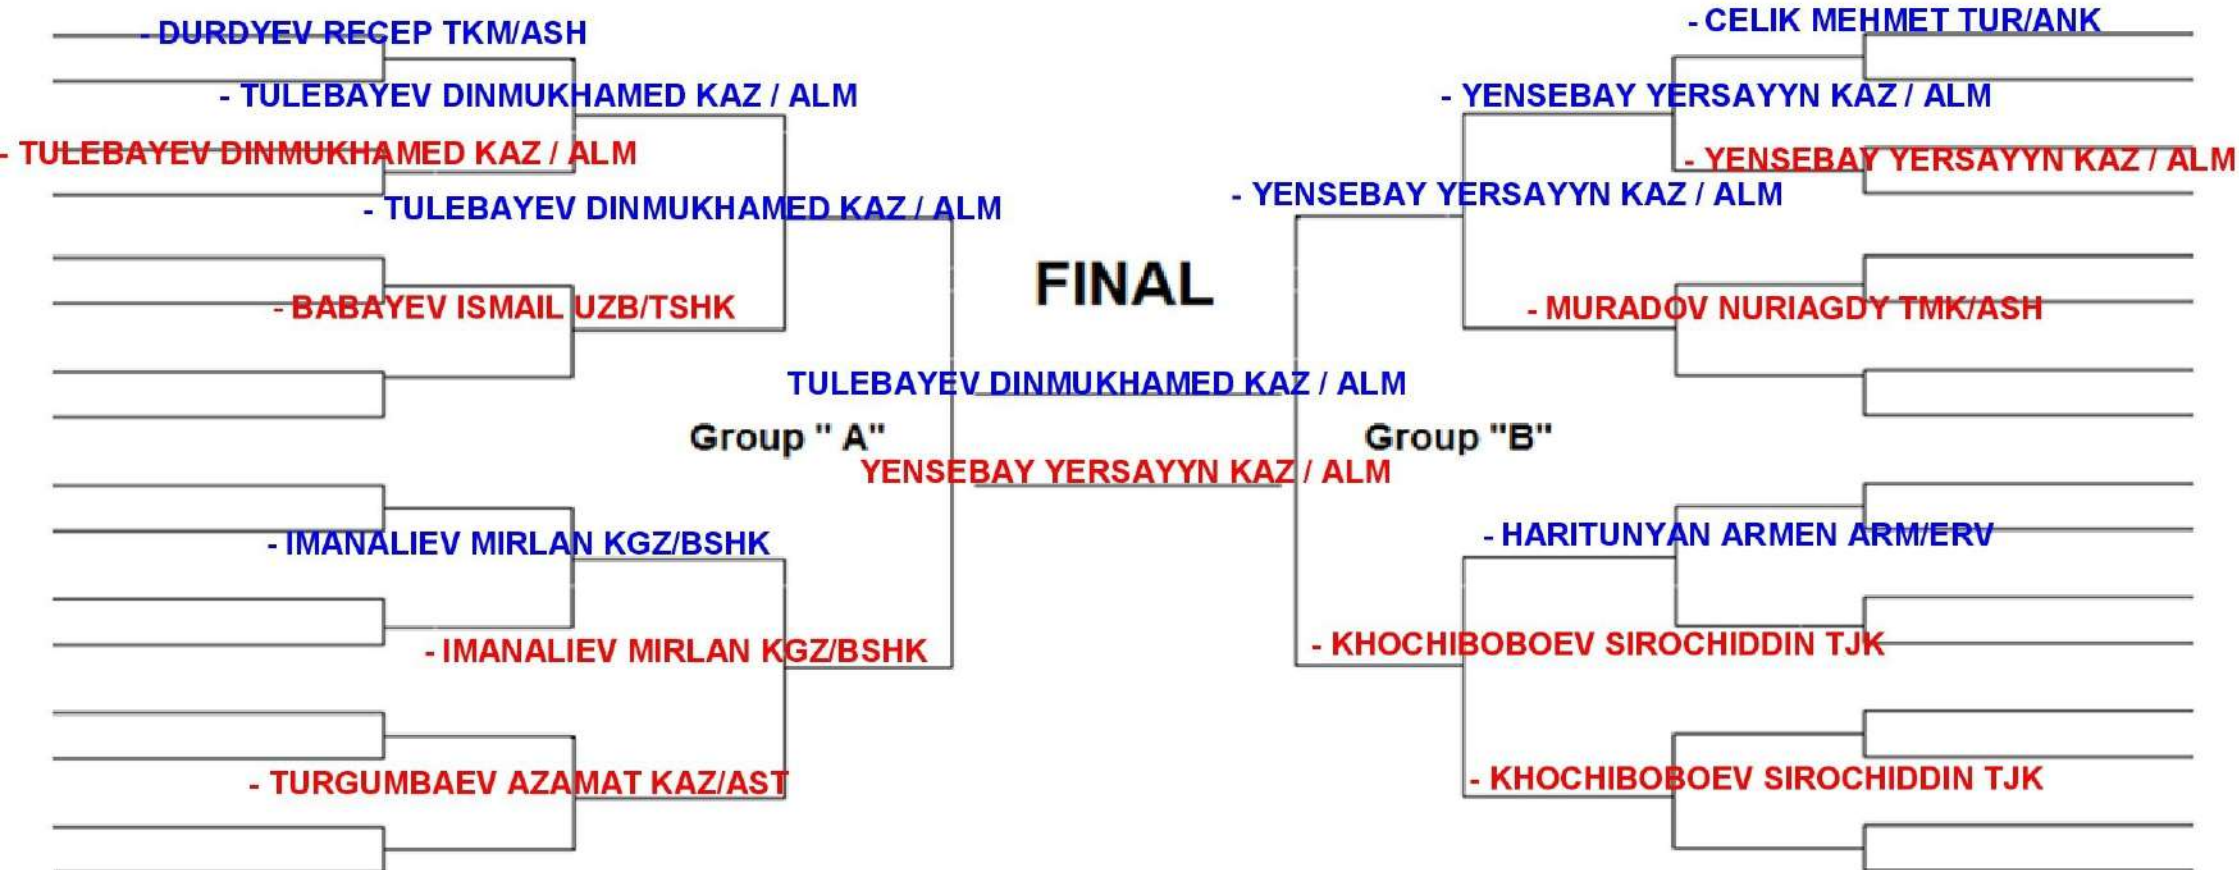 - DURDYEV RECEP TKM/ASH
- TULEBAYEV DINMUKHAMED KAZ / ALM
- TULEBAYEV DINMUKHAMED KAZ / ALM
- TULEBAYEV DINMUKHAMED KAZ / ALM
- BABAYEV ISMAIL UZB/TSHK
Group " A"
- IMANALIEV MIRLAN KGZ/BSHK
- IMANALIEV MIRLAN KGZ/BSHK
- TURGUMBAEV AZAMAT KAZ/AST
FINAL
TULEBAYEV DINMUKHAMED KAZ / ALM
YENSEBAY YERSAYYN KAZ / ALM
- CELIK MEHMET TUR/ANK
- YENSEBAY YERSAYYN KAZ / ALM
- YENSEBAY YERSAYYN KAZ / ALM
- YENSEBAY YERSAYYN KAZ / ALM
- MURADOV NURIAGDY TMK/ASH
Group "B"
- HARITUNYAN ARMEN ARM/ERV
- KHOCHIBOBOEV SIROCHIDDIN TJK
- KHOCHIBOBOEV SIROCHIDDIN TJK